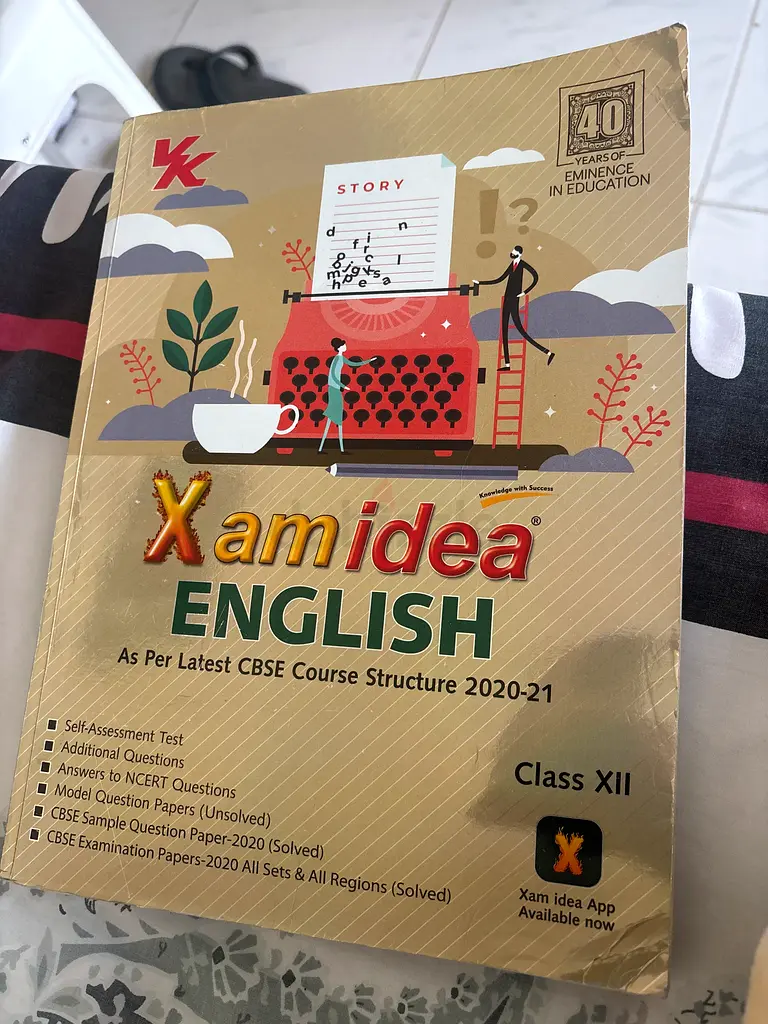 VK
40
YEARS OF
EMINENCE
IN EDUCATION
STORY
Knowledge with Success
Xam idea®
ENGLISH
As Per Latest CBSE Course Structure 2020-21
■ Self-Assessment Test
■ Additional Questions
■ Answers to NCERT Questions
■ Model Question Papers (Unsolved)
■ CBSE Sample Question Paper-2020 (Solved)
■ CBSE Examination Papers-2020 All Sets & All Regions (Solved)
Class XII
X
Xam idea App
Available now